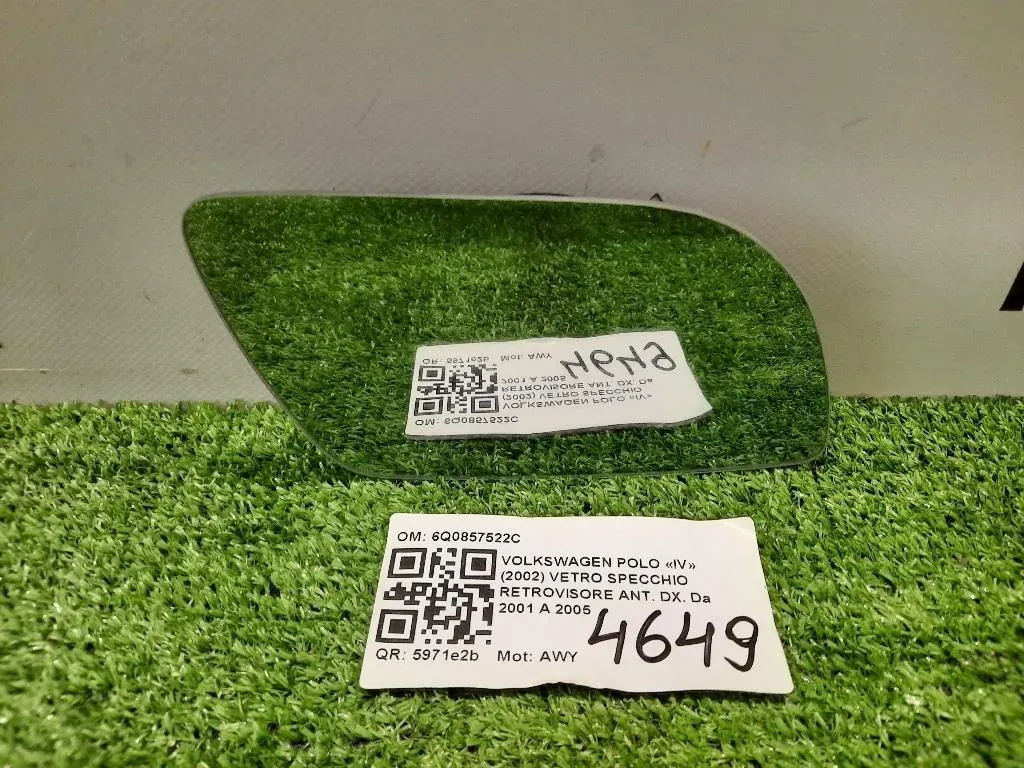 OM: 6Q0857522C
VOLKSWAGEN POLO «IV»
(2002) VETRO SPECCHIO
RETROVISORE ANT. DX. Da
2001 A 2005
4649
QR: 5971e2b Mot: AWY